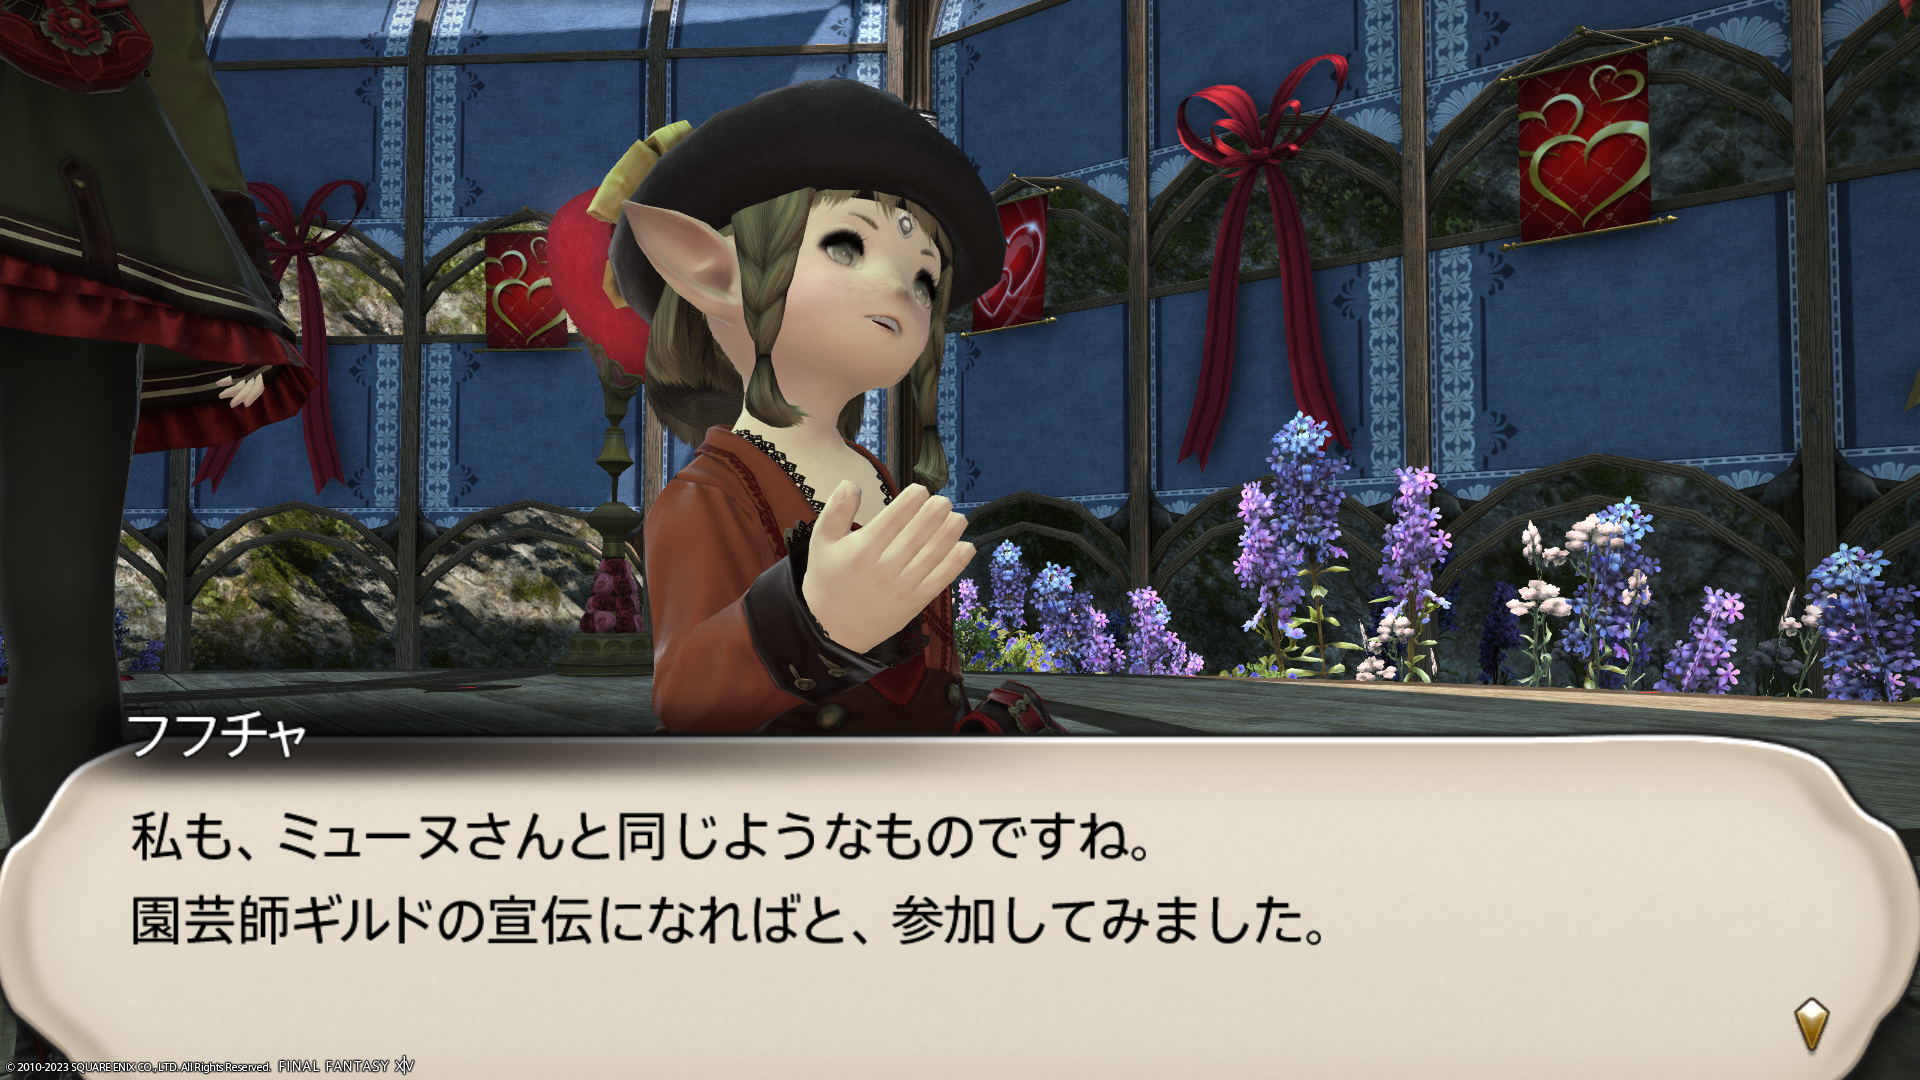 フフチャ
私も、ミューヌさんと同じようなものですね。
園芸師ギルドの宣伝になればと、参加してみました。
© 2010-2023 SQUARE ENIX CO., LTD. All Rights Reserved. FINAL FANTASY XIV